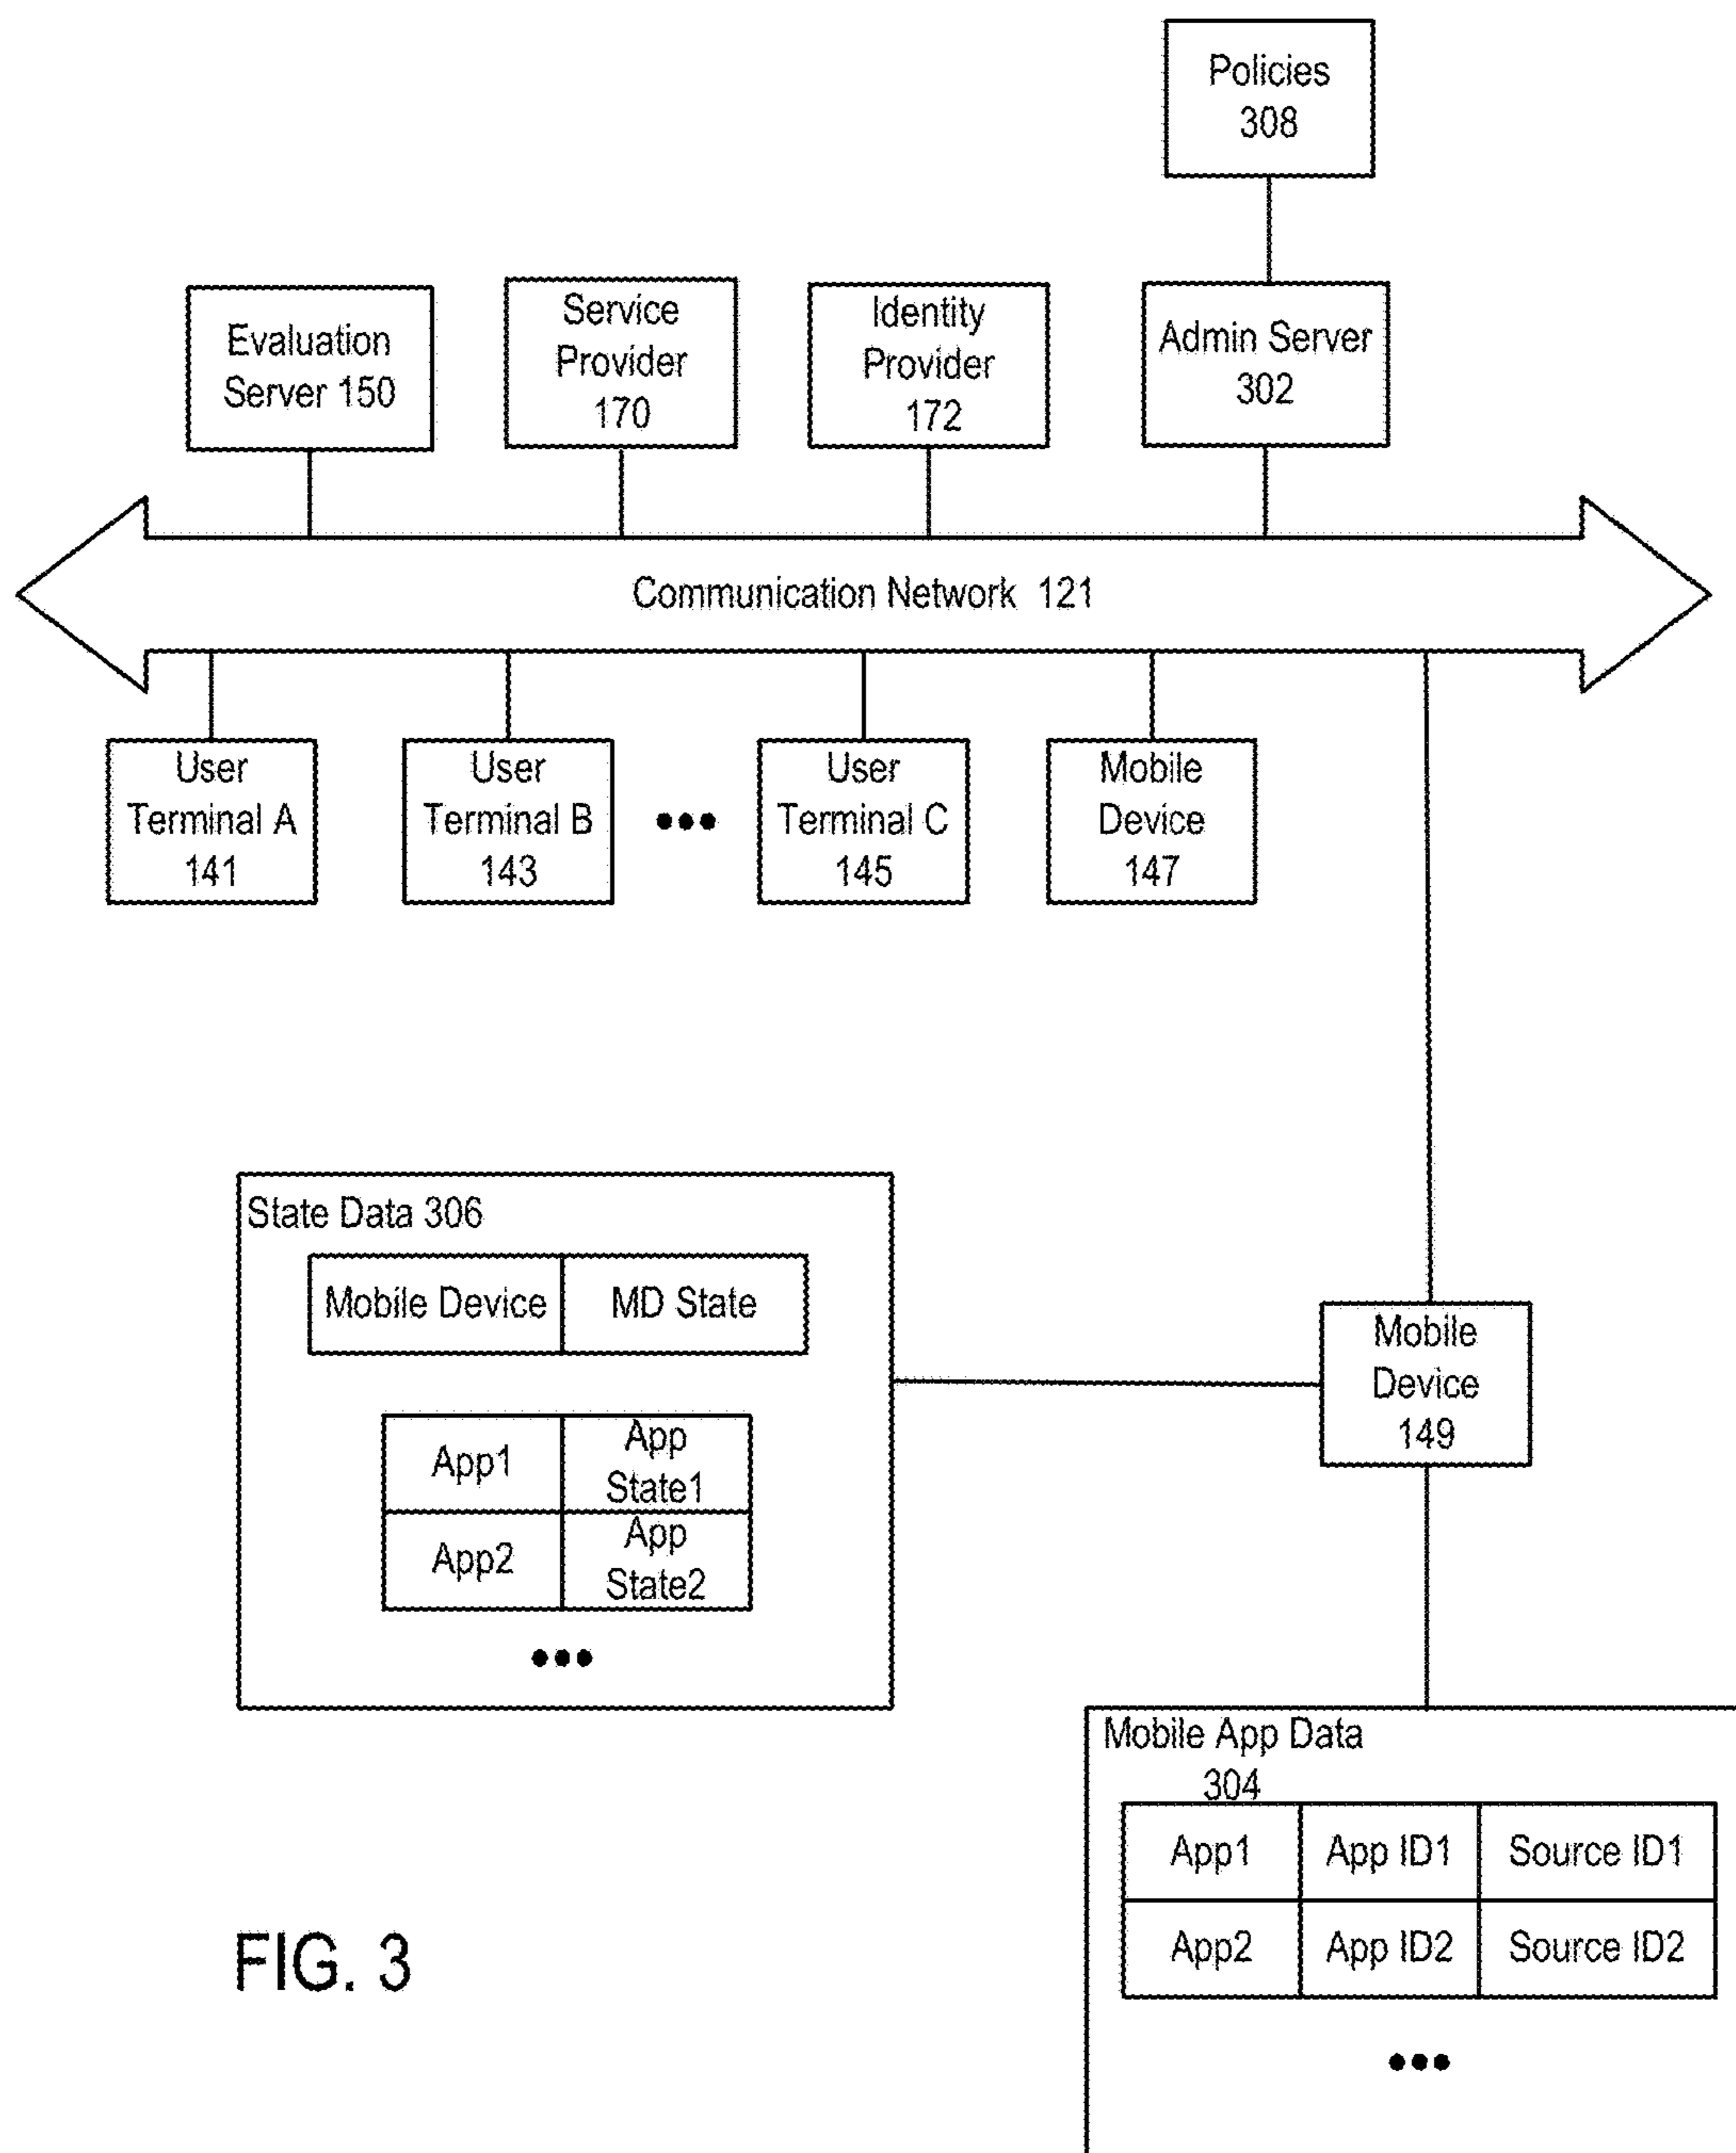 Policies
308
Evaluation
Server 150
Service
Provider
170
Identity
Provider
172
Admin Server
302
Communication Network 121
User
Terminal A
141
User
Terminal B
143
•••
User
Terminal C
145
Mobile
Device
147
State Data 306
Mobile Device
MD State
App1
App
State1
App2
App
State2
•••
Mobile
Device
149
Mobile App Data
304
App1
App ID1
Source ID1
App2
App ID2
Source ID2
•••
FIG. 3